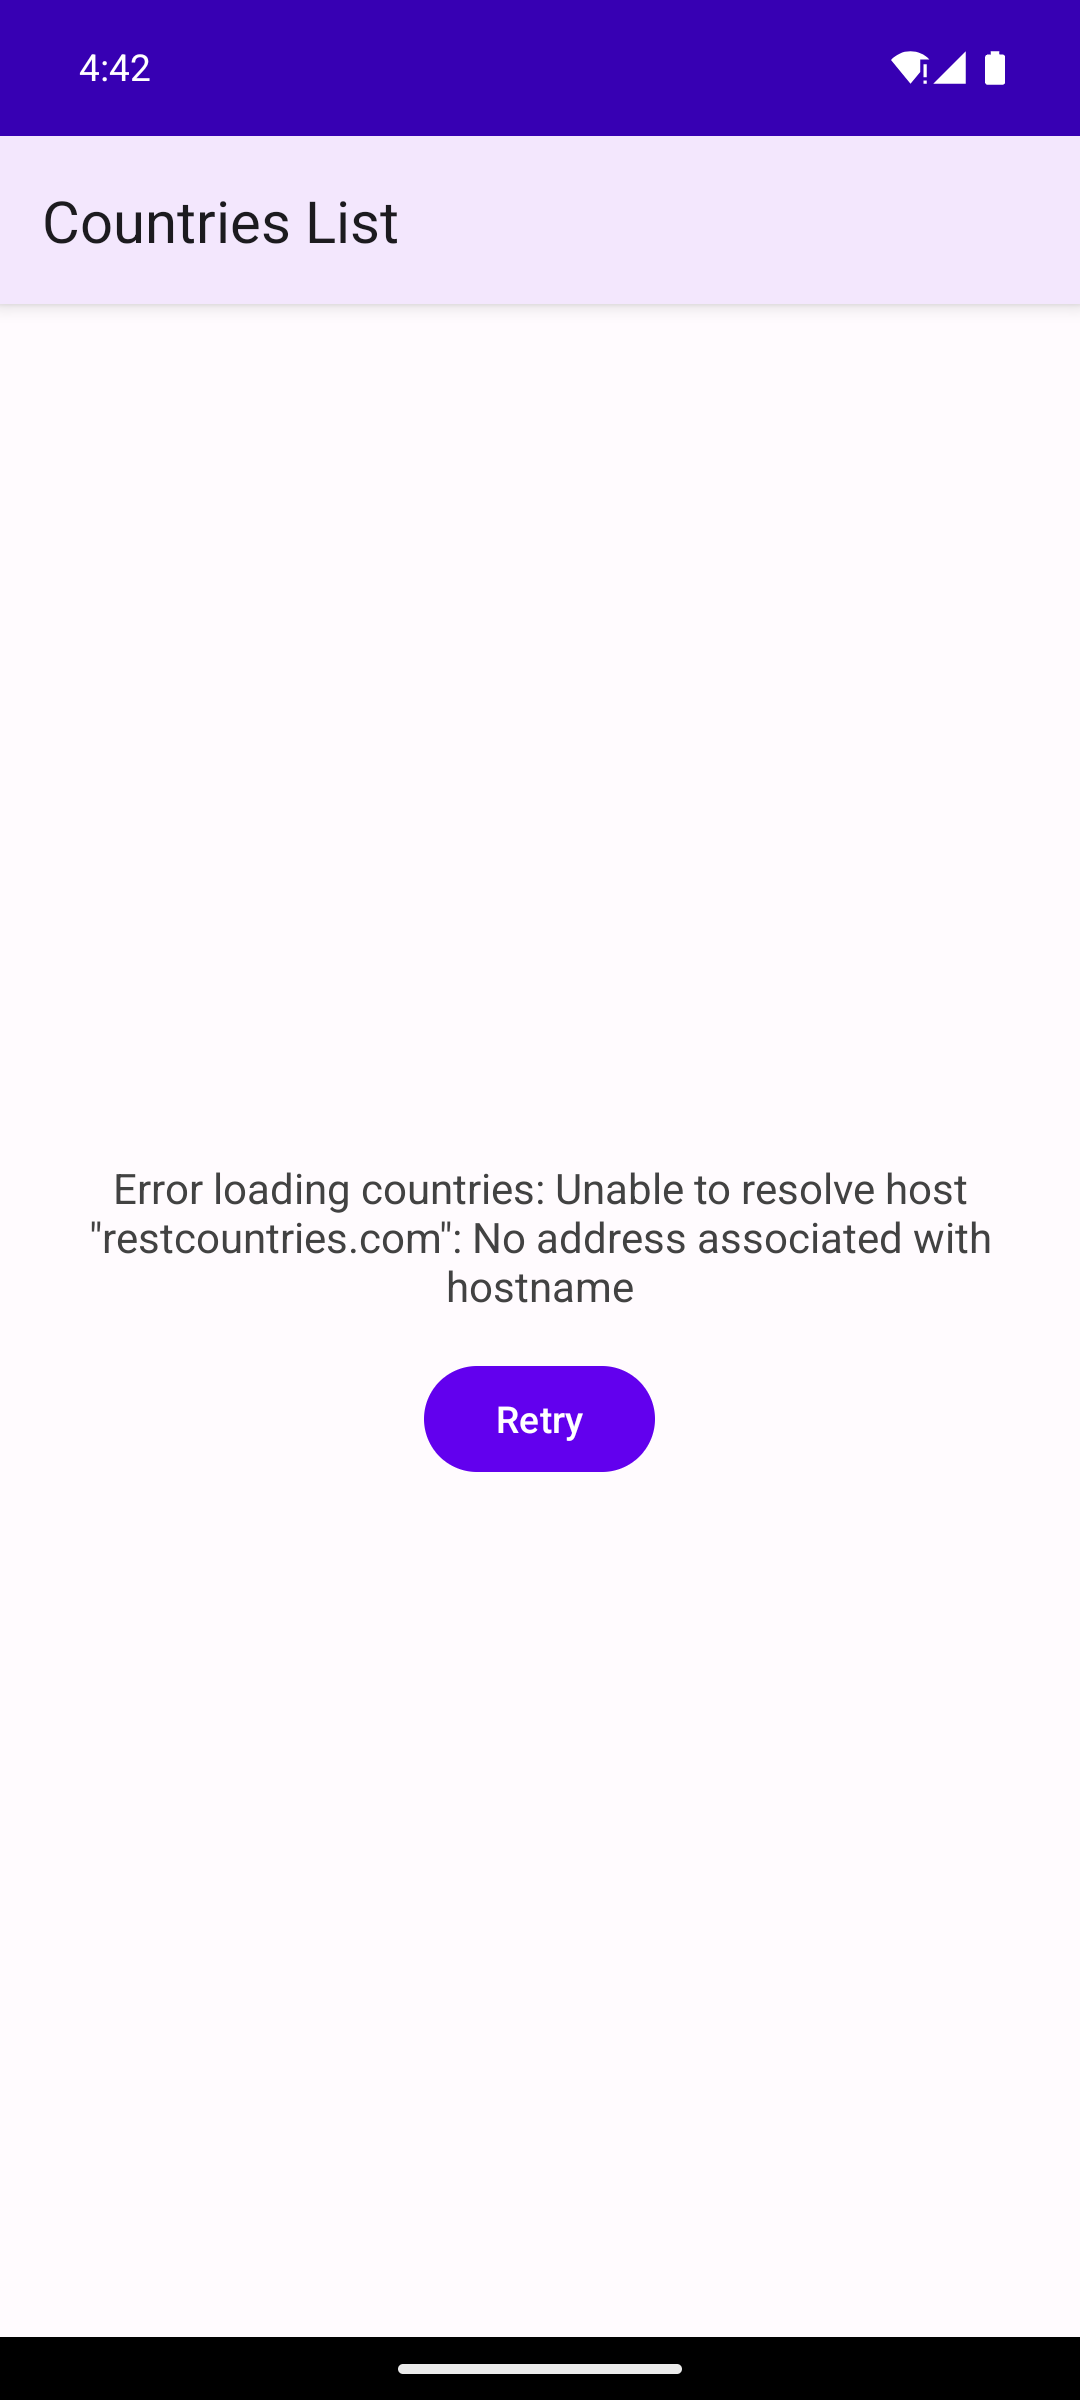 4:42
Countries List
Error loading countries: Unable to resolve host
"restcountries.com": No address associated with
hostname
Retry